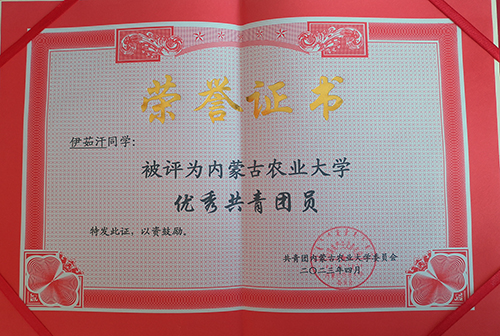 荣誉证书
伊茹汗同学：
被评为内蒙古农业大学
优秀共青团员
特发此证，以资鼓励。
共青团内蒙古农业大学委员会
二〇二三年四月